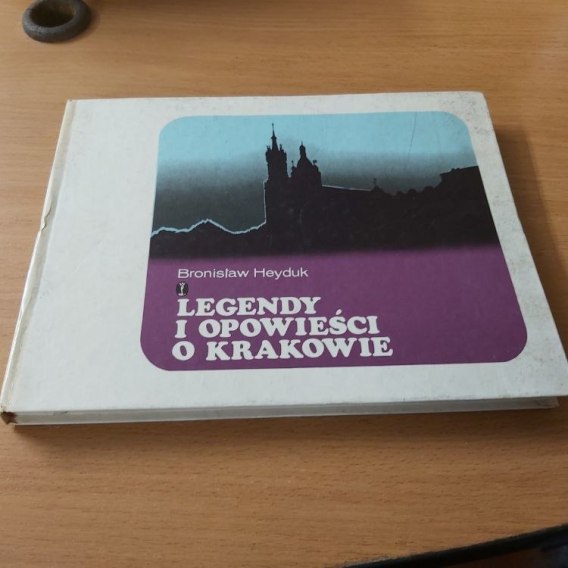 Bronisław Heyduk
LEGENDY
I OPOWIEŚCI
O KRAKOWIE